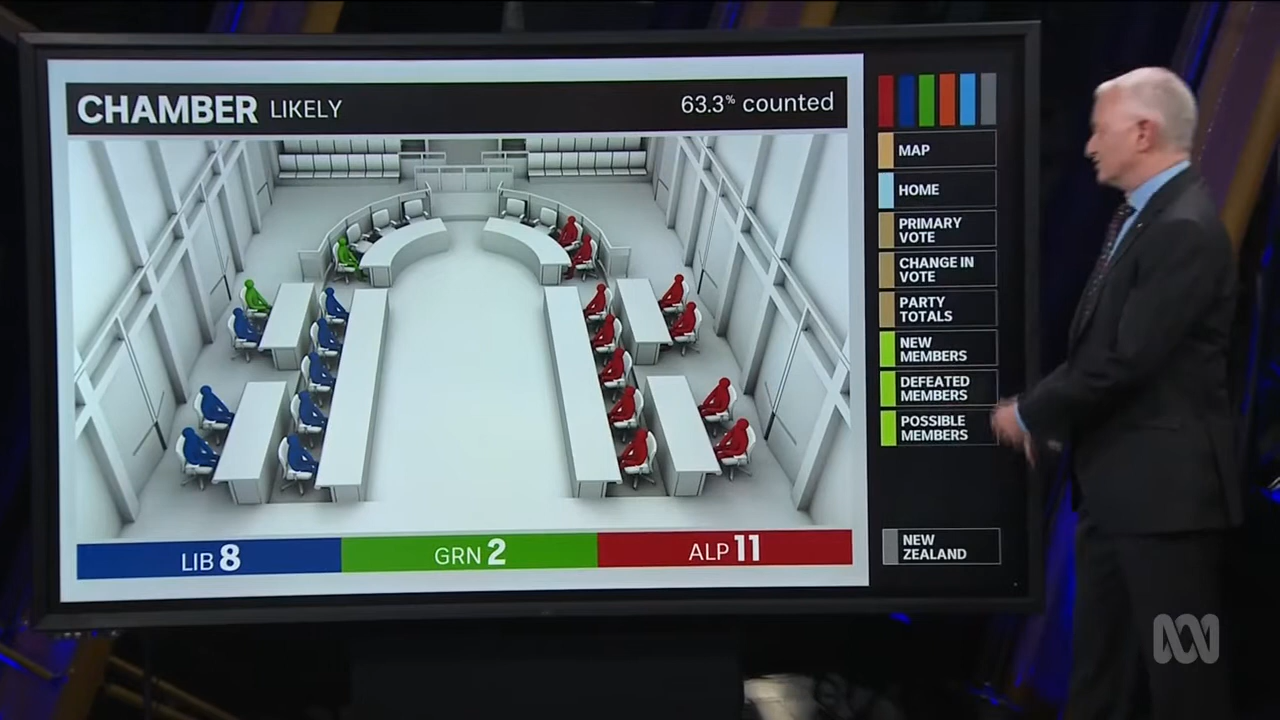 CHAMBER LIKELY
63.3% counted
LIB 8
GRN 2
ALP 11
MAP
HOME
PRIMARY
VOTE
CHANGE IN
VOTE
PARTY
TOTALS
NEW
MEMBERS
DEFEATED
MEMBERS
POSSIBLE
MEMBERS
NEW
ZEALAND